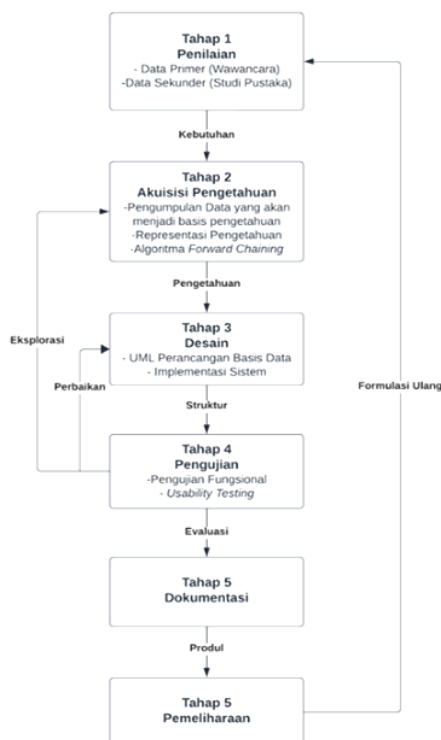 Tahap 1
Penilaian
- Data Primer (Wawancara)
-Data Sekunder (Studi Pustaka)
Kebutuhan
Tahap 2
Akuisisi Pengetahuan
-Pengumpulan Data yang akan
menjadi basis pengetahuan
-Representasi Pengetahuan
-Algoritma Forward Chaining
Pengetahuan
Tahap 3
Desain
- UML Perancangan Basis Data
- Implementasi Sistem
Eksplorasi
Perbaikan
Formulasi Ulang
Struktur
Tahap 4
Pengujian
-Pengujian Fungsional
- Usability Testing
Evaluasi
Tahap 5
Dokumentasi
Produl
Tahap 5
Pemeliharaan